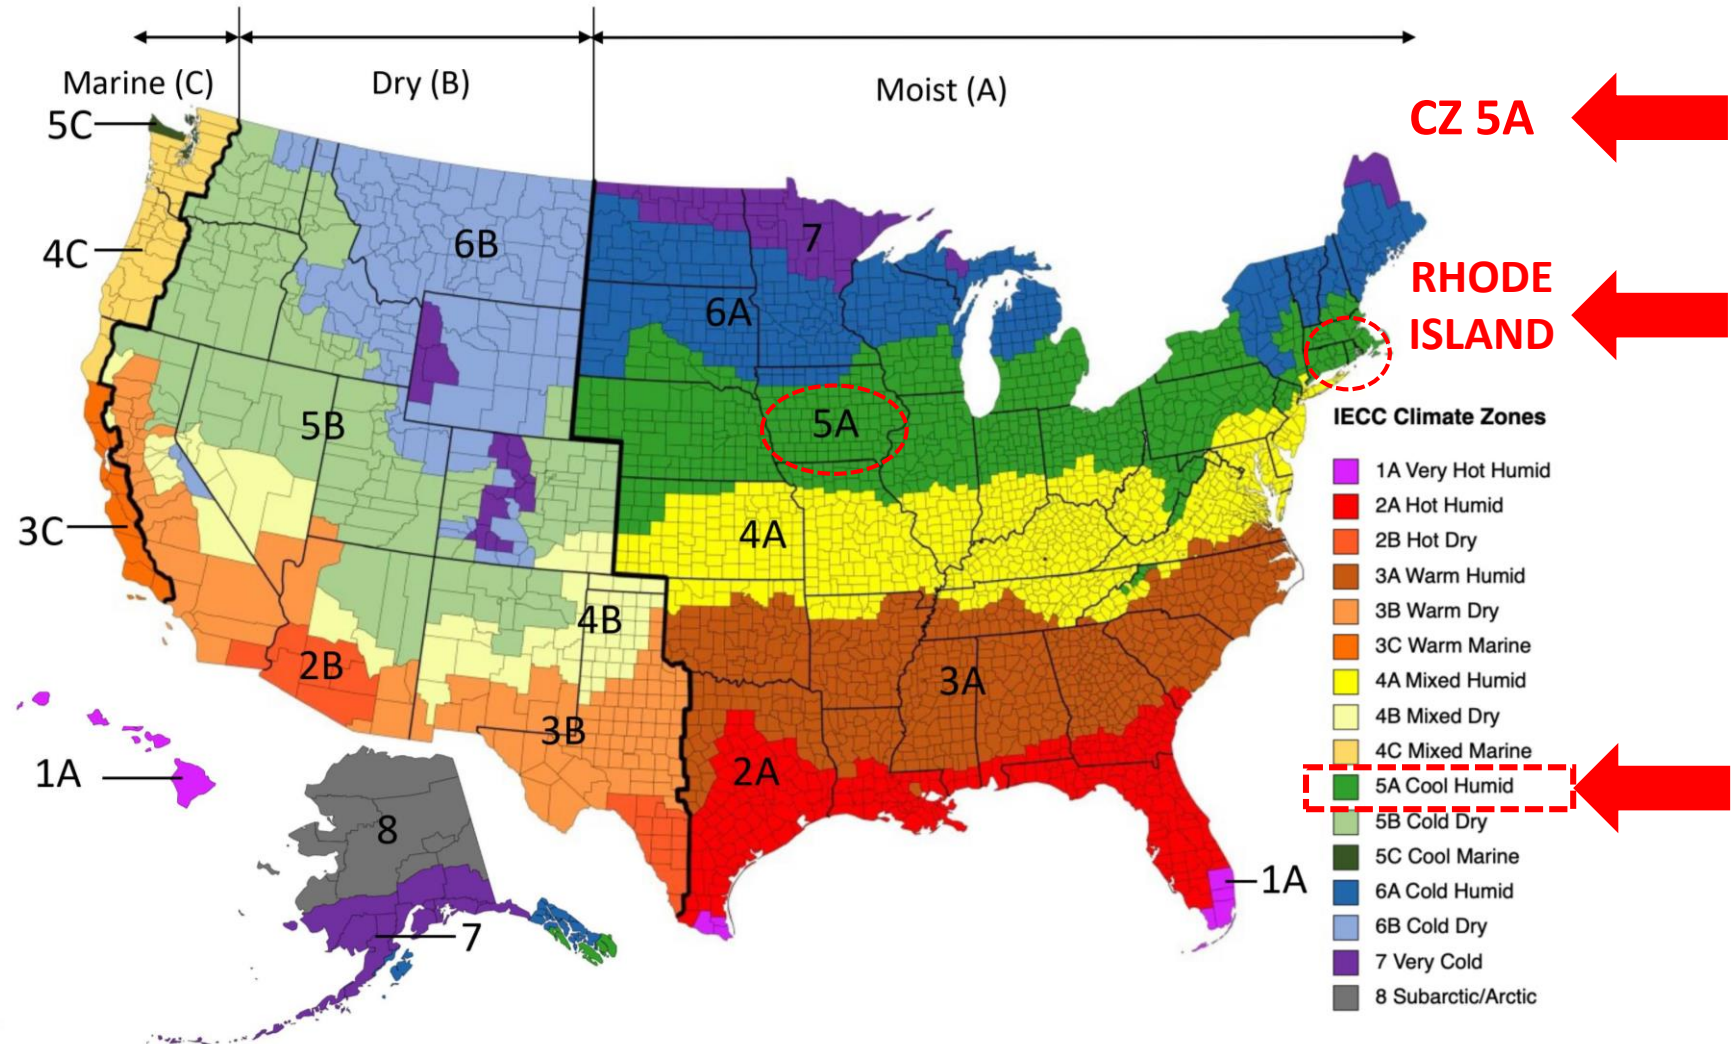 Marine (C)
Dry (B)
Moist (A)
5C
CZ 5A
4C
6B
7
6A
RHODE
ISLAND
5B
5A
3C
4A
4B
2B
3A
3B
1A
2A
8
7
1A
IECC Climate Zones
1A Very Hot Humid
2A Hot Humid
2B Hot Dry
3A Warm Humid
3B Warm Dry
3C Warm Marine
4A Mixed Humid
4B Mixed Dry
4C Mixed Marine
5A Cool Humid
5B Cold Dry
5C Cool Marine
6A Cold Humid
6B Cold Dry
7 Very Cold
8 Subarctic/Arctic